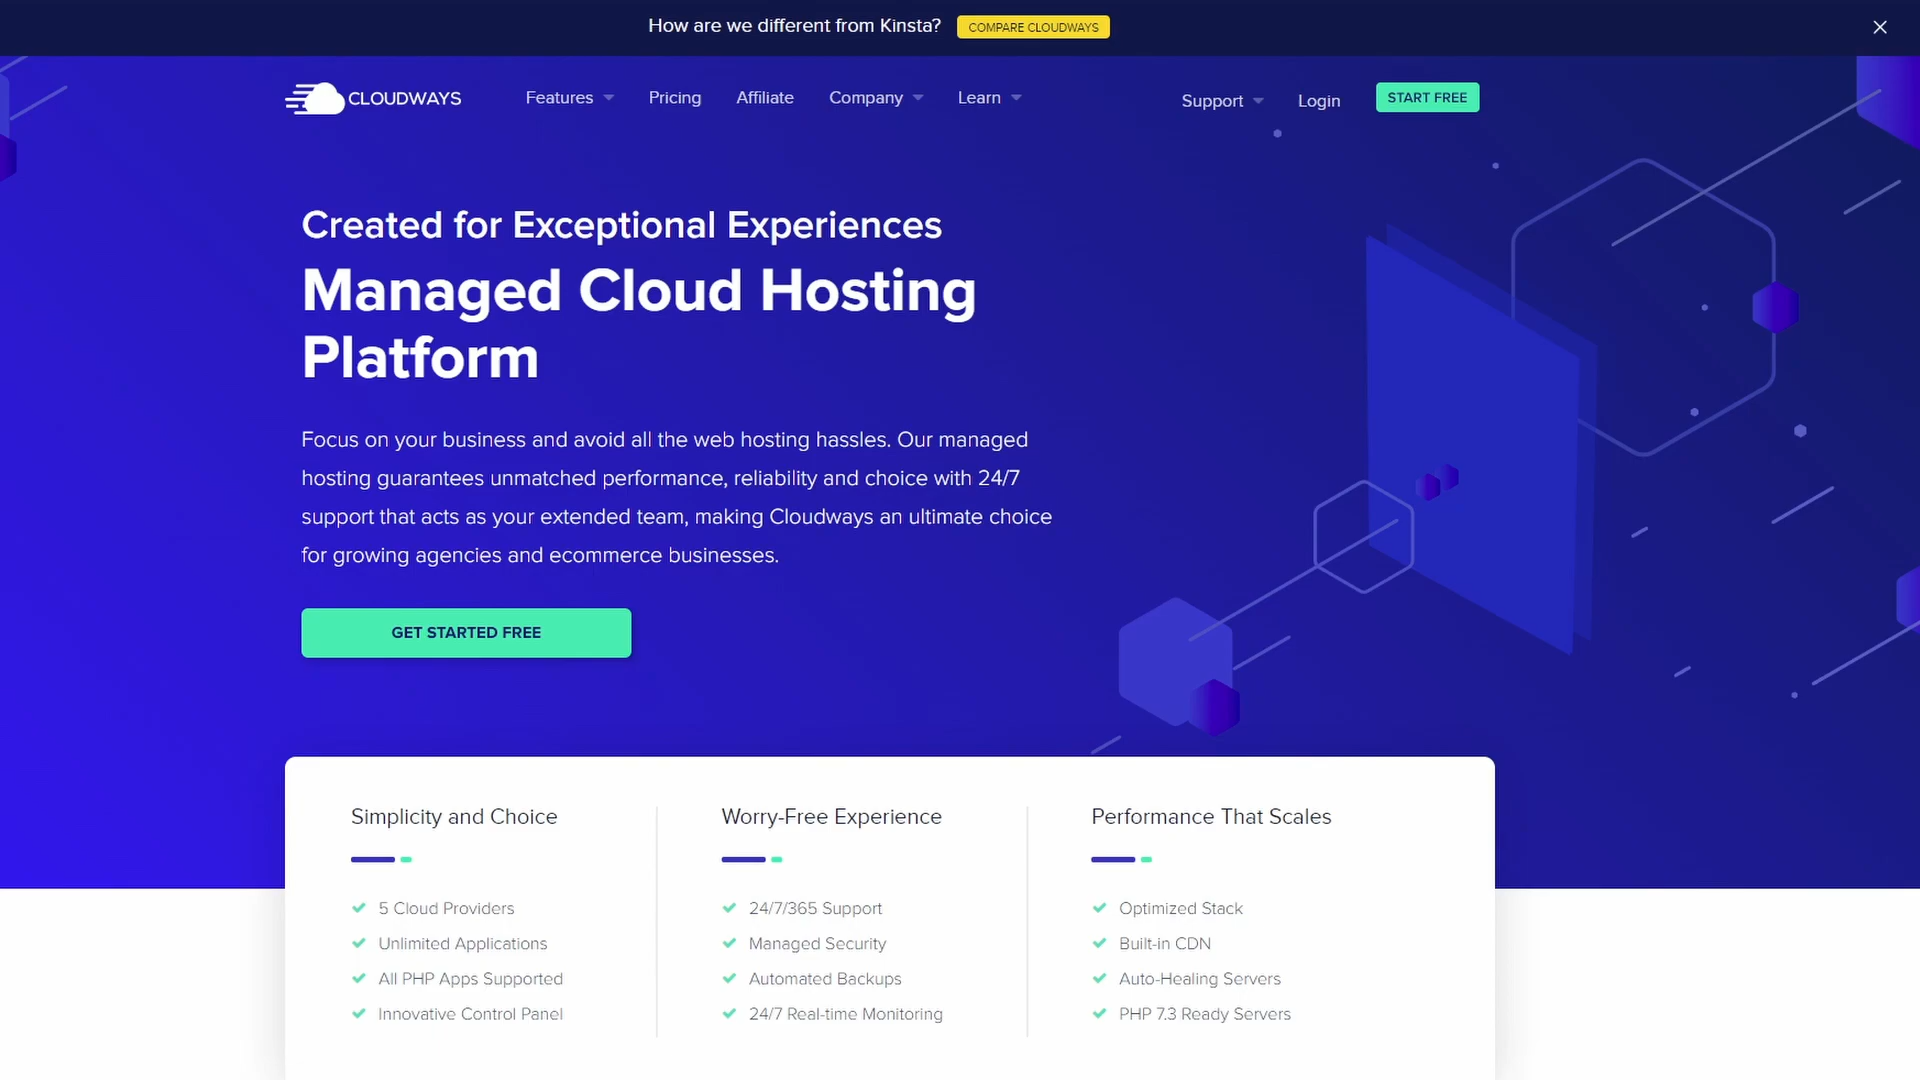 How are we different from Kinsta? COMPARE CLOUDWAYS
CLOUDWAYS Features Pricing Affiliate Company Learn Support Login START FREE
Created for Exceptional Experiences
Managed Cloud Hosting
Platform
Focus on your business and avoid all the web hosting hassles. Our managed
hosting guarantees unmatched performance, reliability and choice with 24/7
support that acts as your extended team, making Cloudways an ultimate choice
for growing agencies and ecommerce businesses.
GET STARTED FREE
Simplicity and Choice
5 Cloud Providers
Unlimited Applications
All PHP Apps Supported
Innovative Control Panel
Worry-Free Experience
24/7/365 Support
Managed Security
Automated Backups
24/7 Real-time Monitoring
Performance That Scales
Optimized Stack
Built-in CDN
Auto-Healing Servers
PHP 7.3 Ready Servers